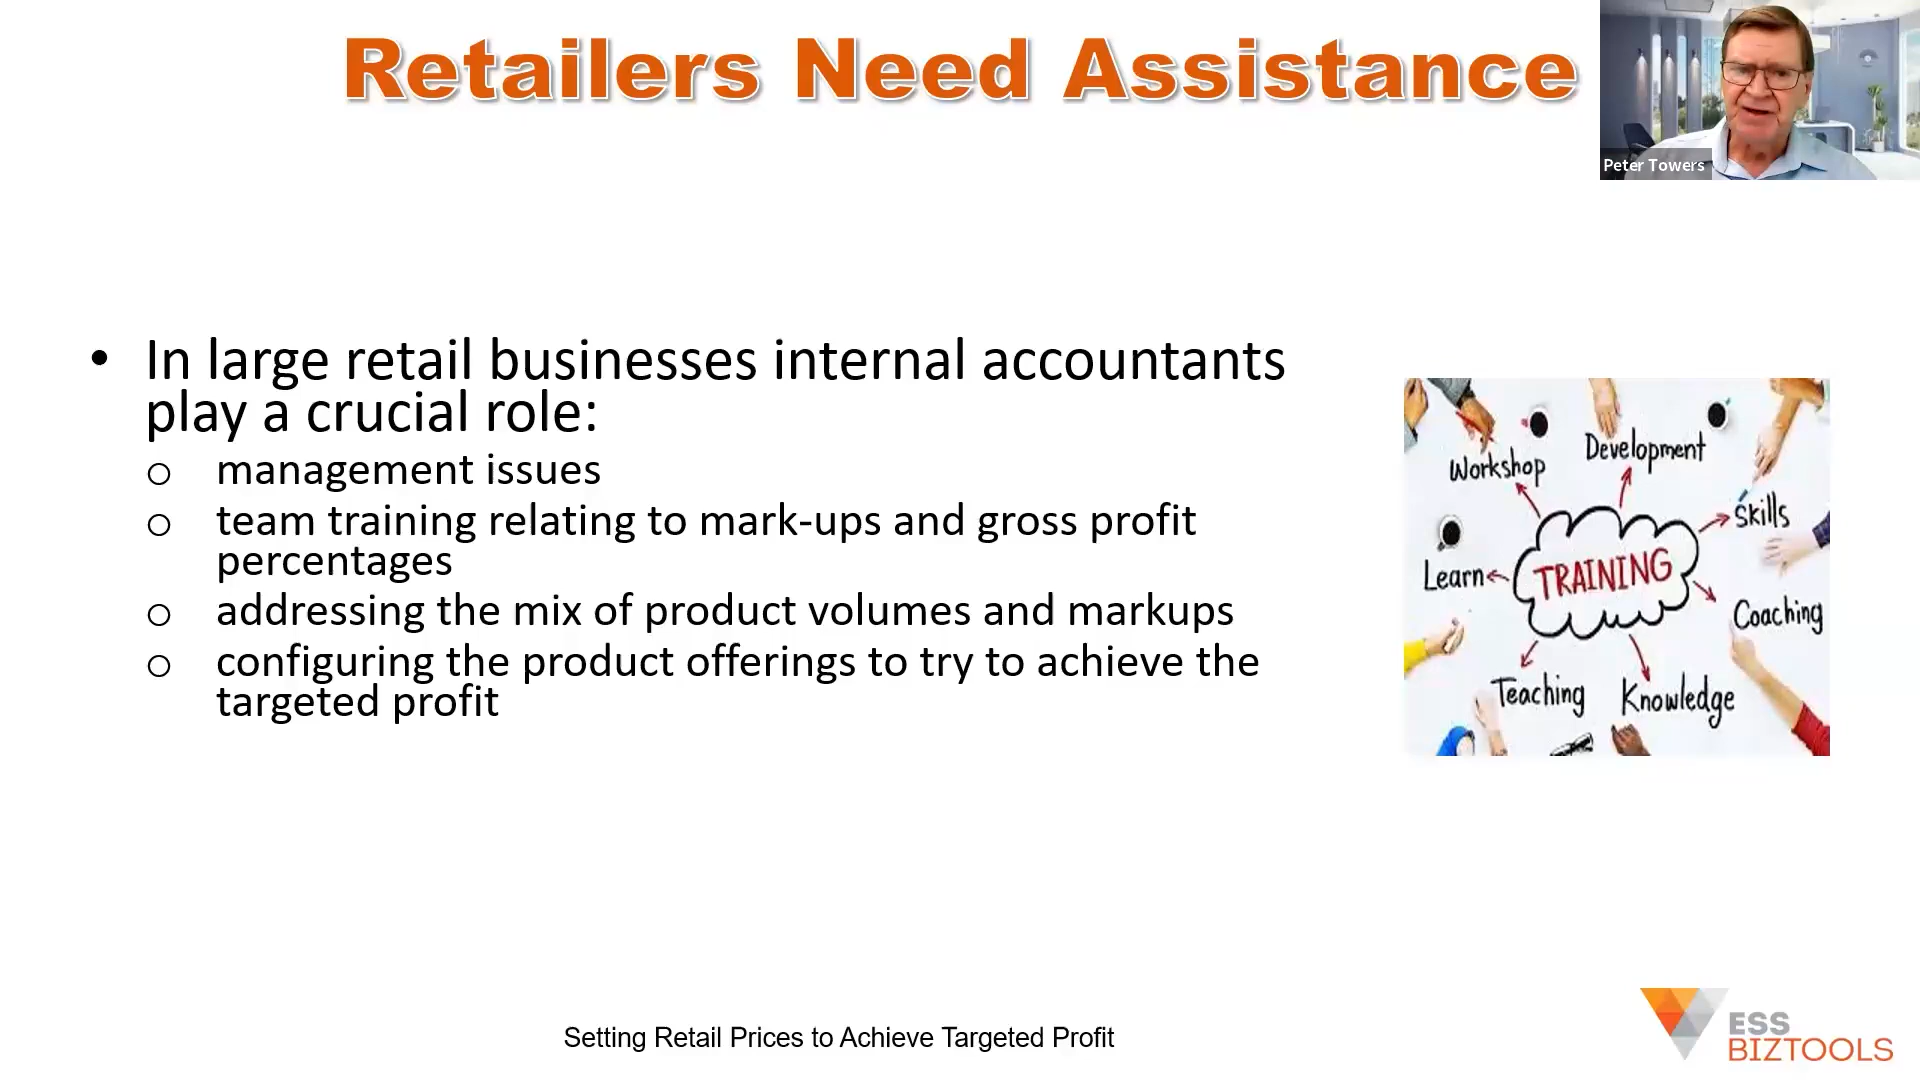 Retailers Need Assistance
Peter Towers
• In large retail businesses internal accountants
play a crucial role:
o management issues
o team training relating to mark-ups and gross profit
percentages
o addressing the mix of product volumes and markups
o configuring the product offerings to try to achieve the
targeted profit
Workshop
Development
Skills
Learn
TRAINING
Coaching
Teaching
Knowledge
Setting Retail Prices to Achieve Targeted Profit
ESS
BIZTOOLS